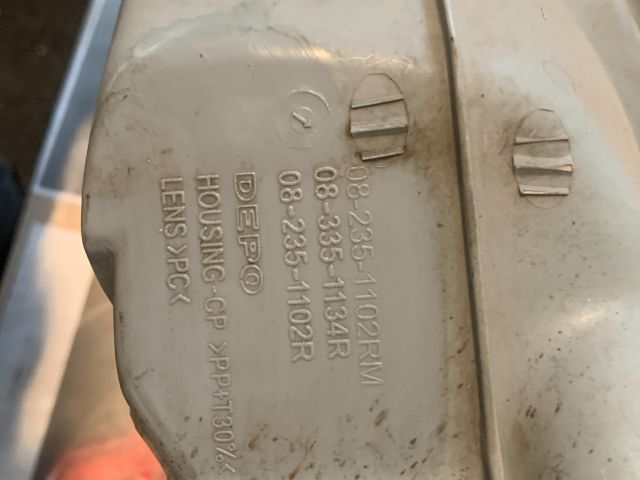 08-235-1102RM
08-335-1134R
08-235-1102R
DEPO
HOUSING-CP >PP+T30%<
LENS >PC<